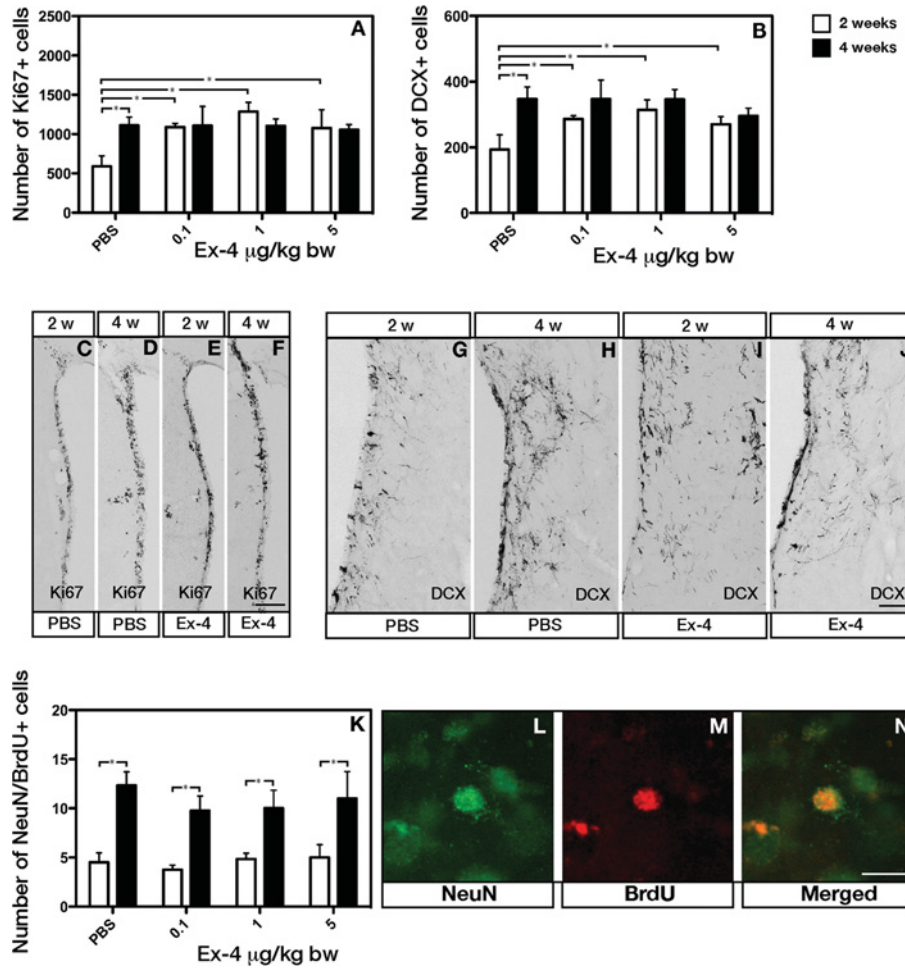 Number of Ki67+ cells
2500
2000
1500
1000
500
0
A
*
*
*
*
PBS
0.1
1
5
Ex-4 μg/kg bw
Number of DCX+ cells
600
400
200
0
B
*
*
*
*
PBS
0.1
1
5
Ex-4 μg/kg bw
2 weeks
4 weeks
2 w 4 w 2 w 4 w
C D E F
Ki67 Ki67 Ki67 Ki67
PBS PBS Ex-4 Ex-4
2 w 4 w 2 w 4 w
G H I J
DCX DCX DCX DCX
PBS PBS Ex-4 Ex-4
Number of NeuN/BrdU+ cells
20
15
10
5
0
K
* * * *
PBS
0.1
1
5
Ex-4 μg/kg bw
L M N
NeuN BrdU Merged